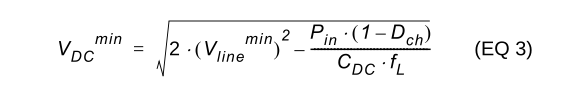 V_DC^min = √(2 · (V_line^min)^2 − (P_in · (1 − D_ch)) / (C_DC · f_L)) (EQ 3)